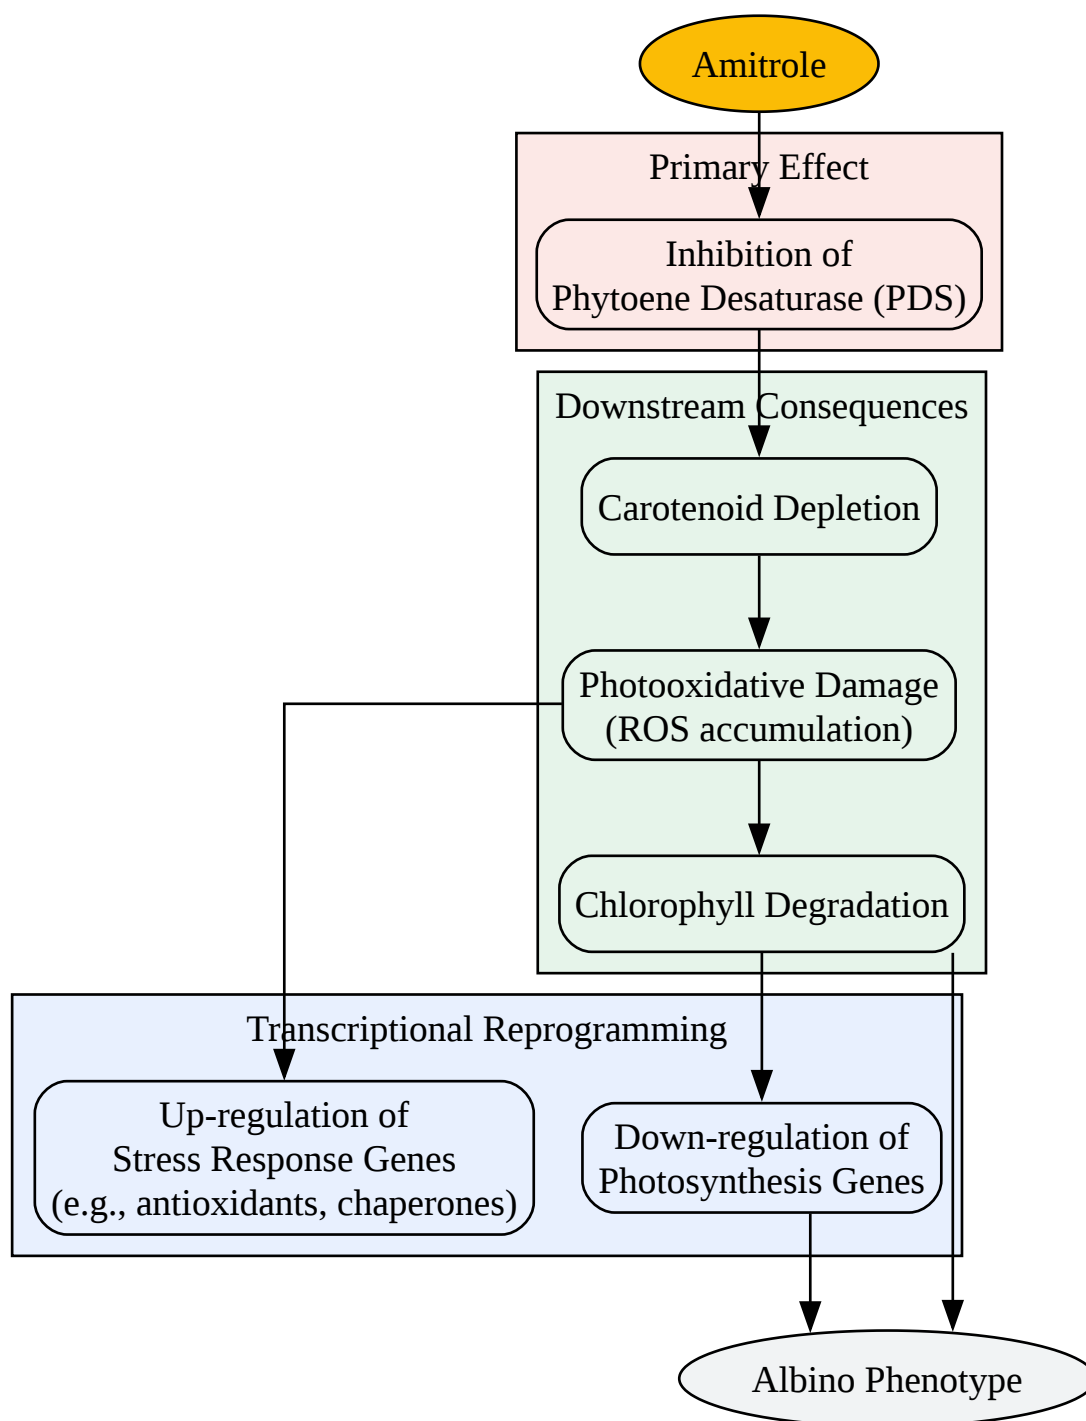 Amitrole
Primary Effect
Inhibition of
Phytoene Desaturase (PDS)
Downstream Consequences
Carotenoid Depletion
Photooxidative Damage
(ROS accumulation)
Chlorophyll Degradation
Transcriptional Reprogramming
Up-regulation of
Stress Response Genes
(e.g., antioxidants, chaperones)
Down-regulation of
Photosynthesis Genes
Albino Phenotype